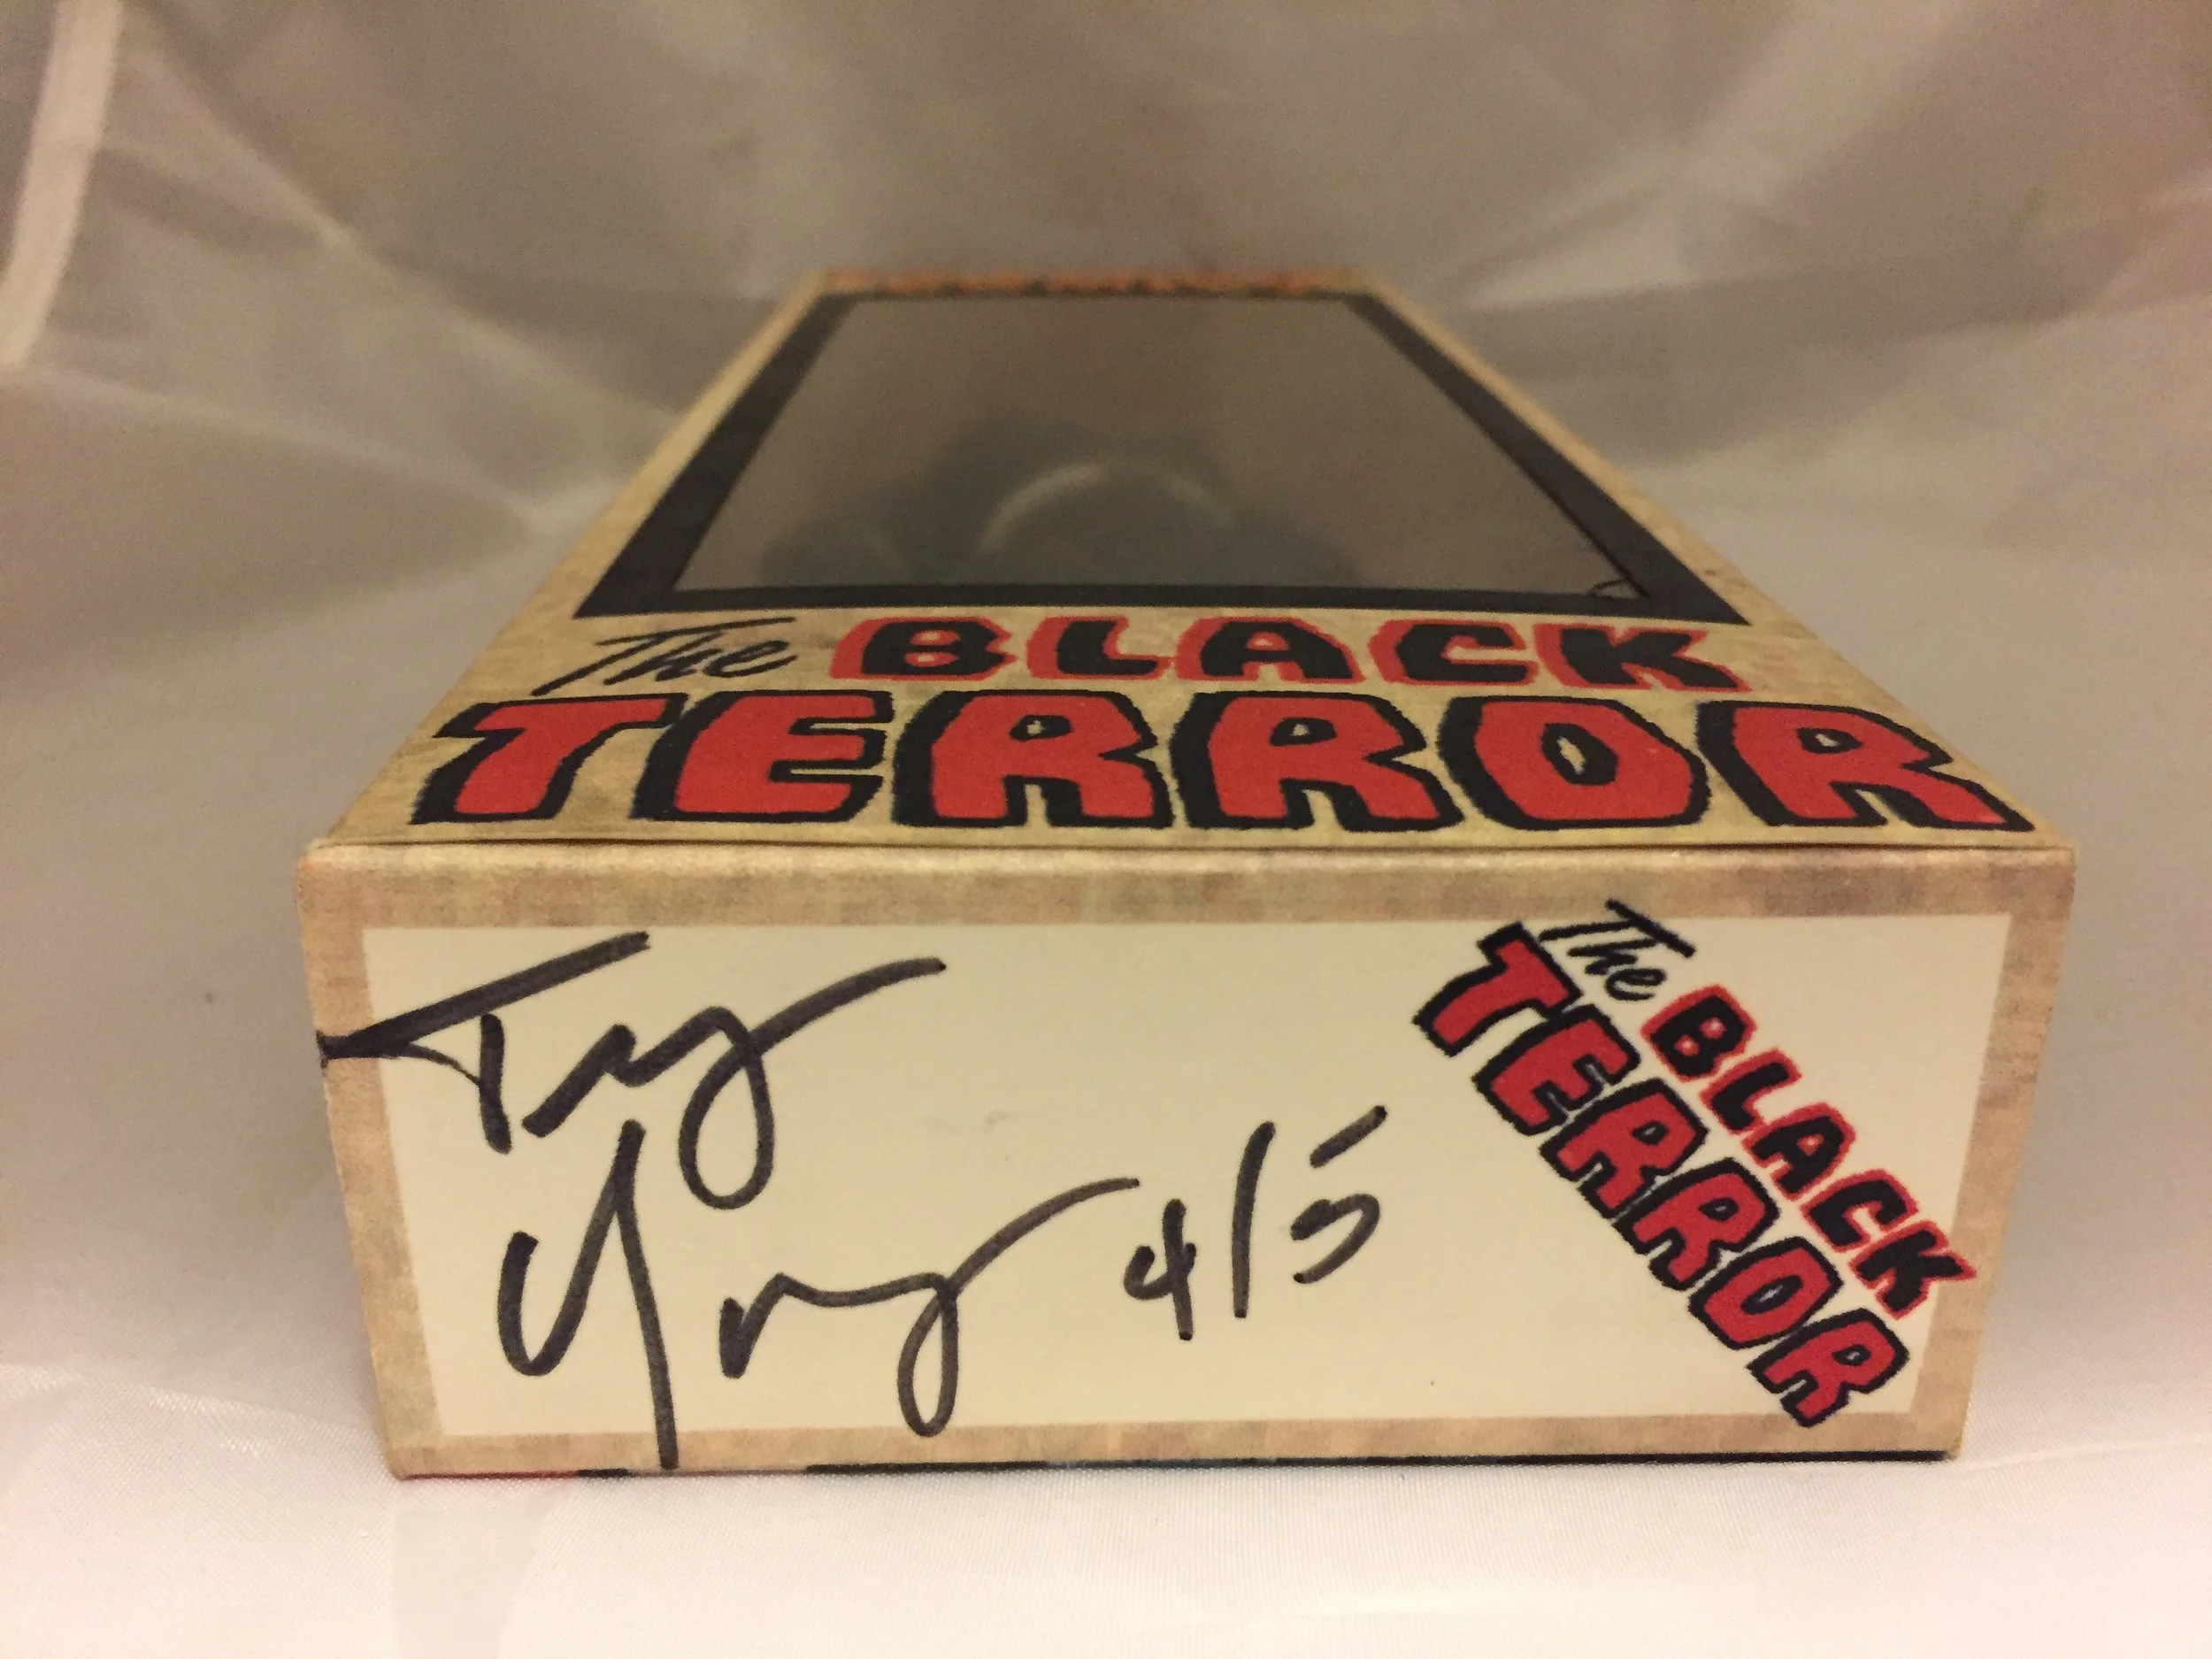 The BLACK
TERROR
4/5
The BLACK
TERROR